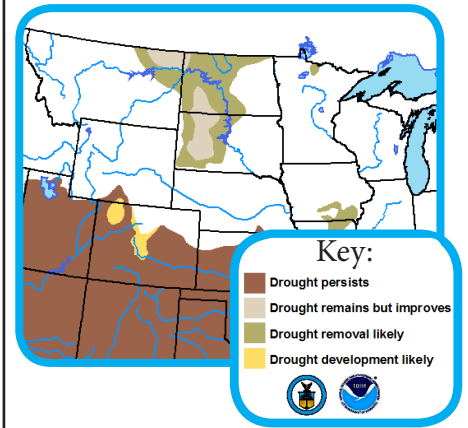 Key:
Drought persists
Drought remains but improves
Drought removal likely
Drought development likely